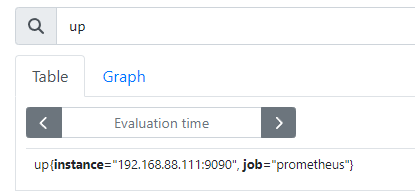 up
Table Graph
Evaluation time
up{instance="192.168.88.111:9090", job="prometheus"}